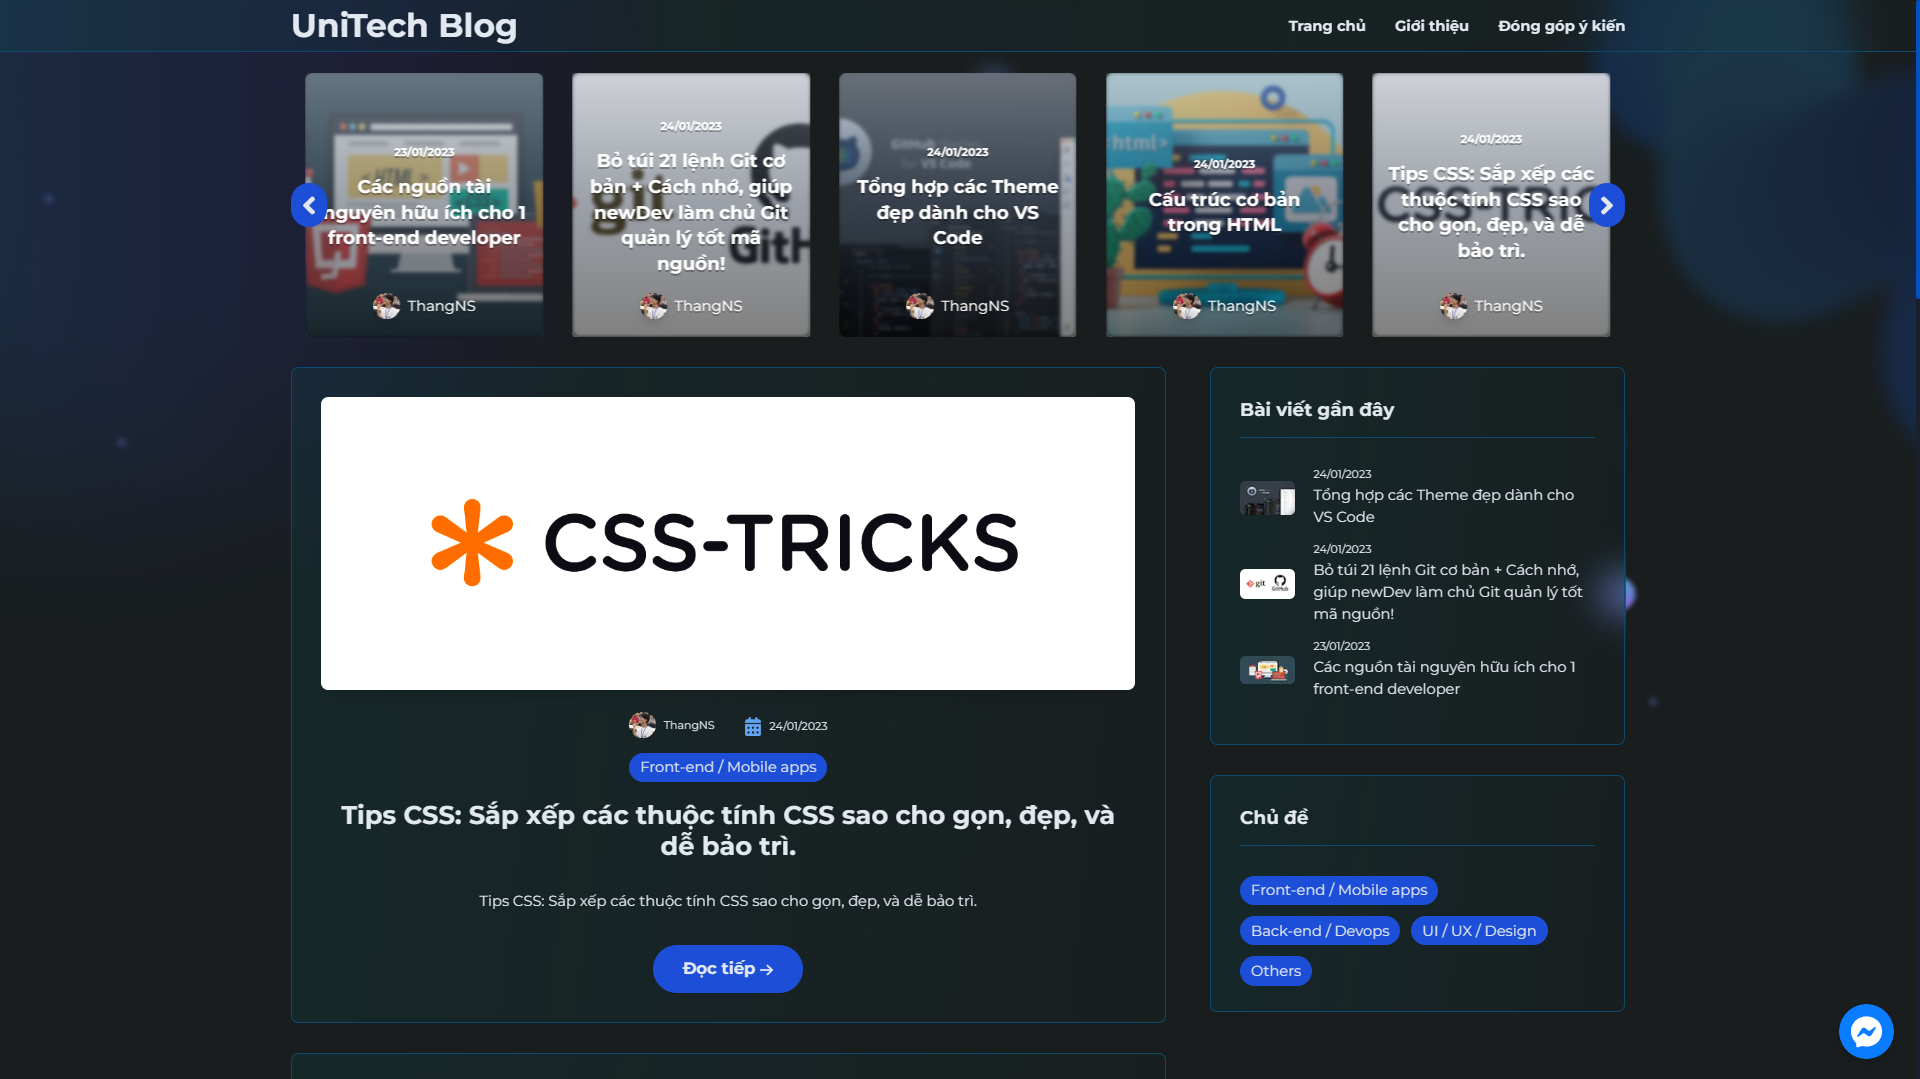 UniTech Blog
Trang chủ
Giới thiệu
Đóng góp ý kiến
23/01/2023
Các nguồn tài
nguyên hữu ích cho 1
front-end developer
ThangNS
24/01/2023
Bỏ túi 21 lệnh Git cơ
bản + Cách nhớ, giúp
newDev làm chủ Git
quản lý tốt mã
nguồn!
ThangNS
24/01/2023
Tổng hợp các Theme
đẹp dành cho VS
Code
ThangNS
24/01/2023
Cấu trúc cơ bản
trong HTML
ThangNS
24/01/2023
Tips CSS: Sắp xếp các
thuộc tính CSS sao
cho gọn, đẹp, và dễ
bảo trì.
ThangNS
CSS-TRICKS
ThangNS
24/01/2023
Front-end / Mobile apps
Tips CSS: Sắp xếp các thuộc tính CSS sao cho gọn, đẹp, và
dễ bảo trì.
Tips CSS: Sắp xếp các thuộc tính CSS sao cho gọn, đẹp, và dễ bảo trì.
Đọc tiếp →
Bài viết gần đây
24/01/2023
Tổng hợp các Theme đẹp dành cho
VS Code
24/01/2023
git GitHub
Bỏ túi 21 lệnh Git cơ bản + Cách nhớ,
giúp newDev làm chủ Git quản lý tốt
mã nguồn!
23/01/2023
Các nguồn tài nguyên hữu ích cho 1
front-end developer
Chủ đề
Front-end / Mobile apps
Back-end / Devops
UI / UX / Design
Others